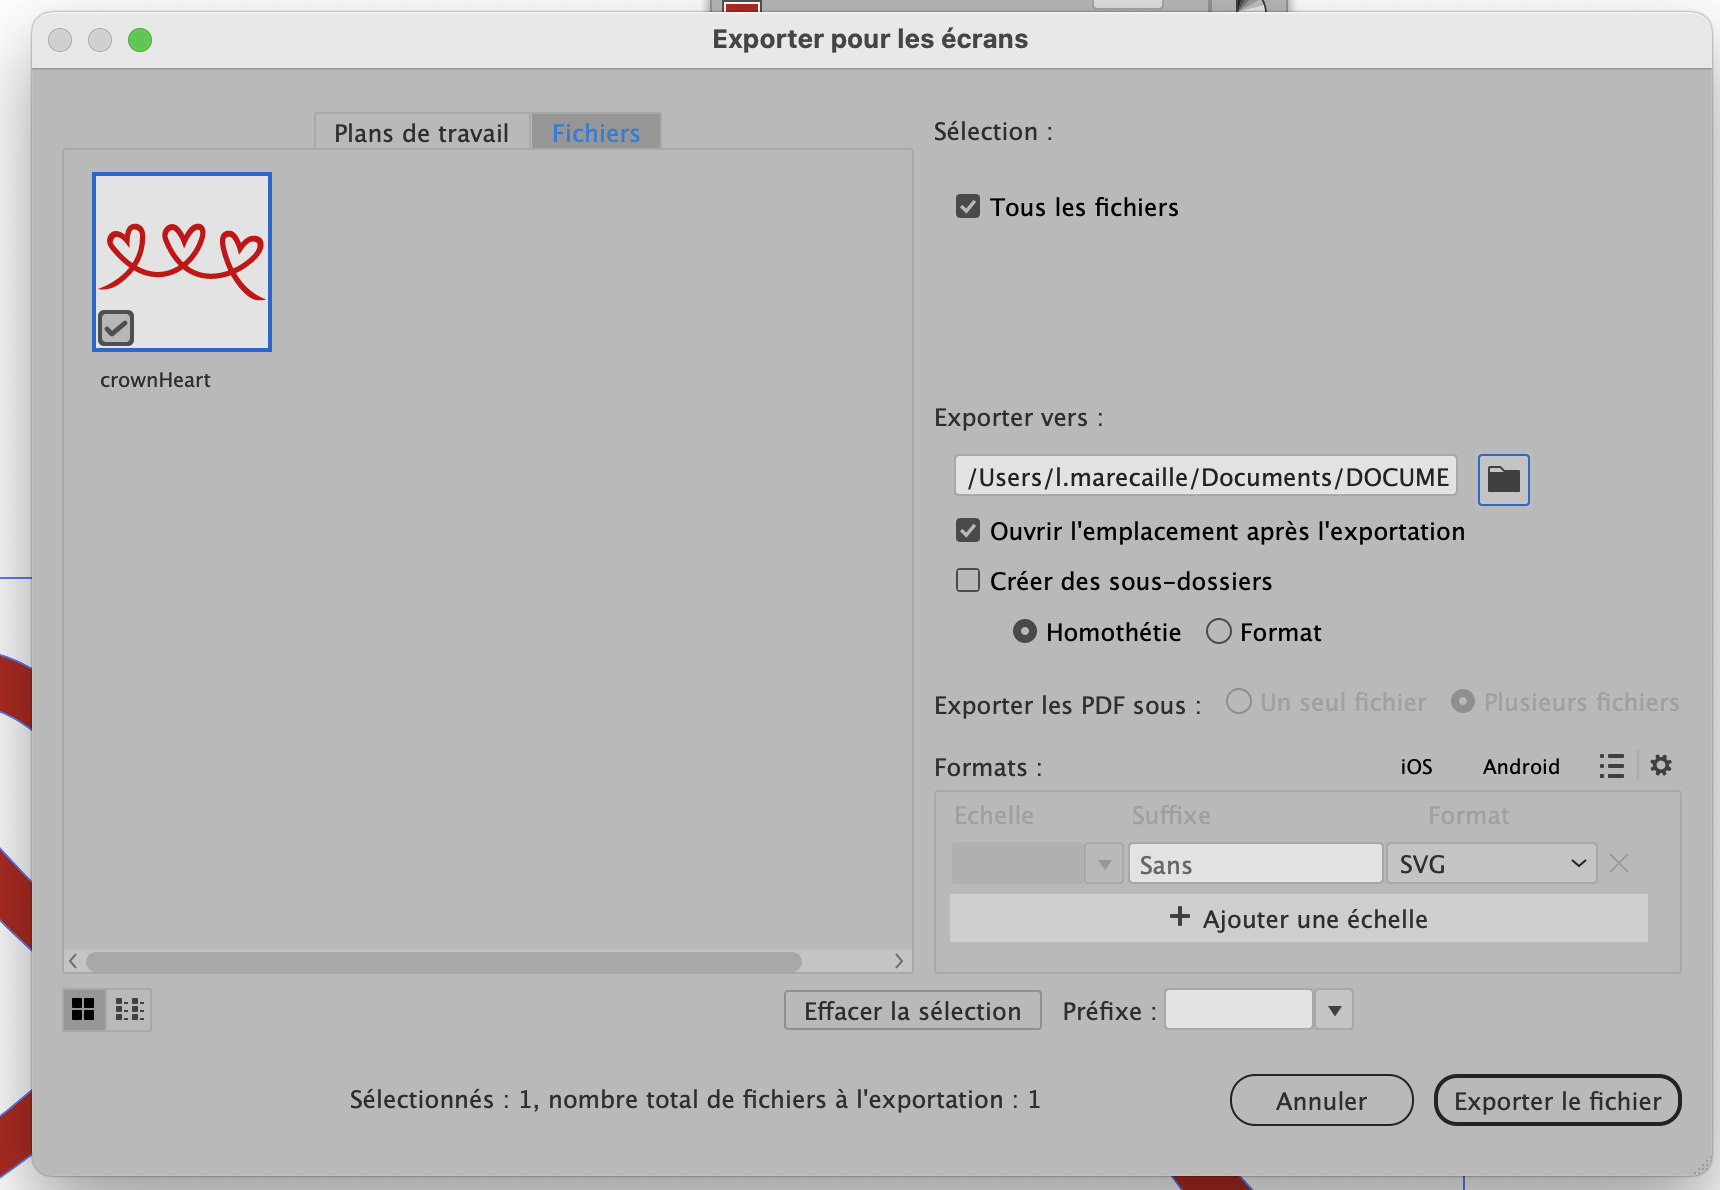 Exporter pour les écrans
Plans de travail
Fichiers
crownHeart
Sélection :
Tous les fichiers
Exporter vers :
/Users/l.marecaille/Documents/DOCUME
Ouvrir l'emplacement après l'exportation
Créer des sous-dossiers
Homothétie
Format
Exporter les PDF sous :
Un seul fichier
Plusieurs fichiers
Formats :
iOS
Android
Echelle
Suffixe
Format
Sans
SVG
+ Ajouter une échelle
Effacer la sélection
Préfixe :
Sélectionnés : 1, nombre total de fichiers à l'exportation : 1
Annuler
Exporter le fichier